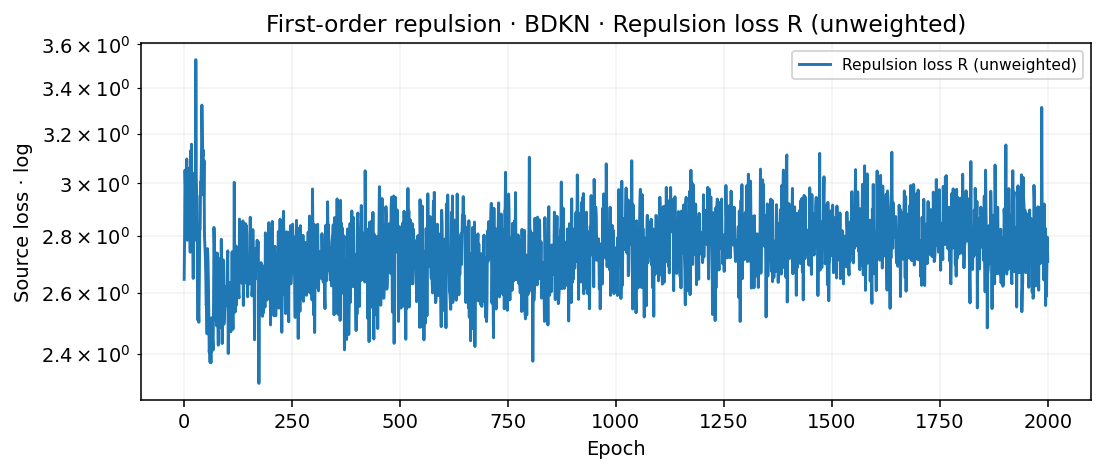 First-order repulsion · BDKN · Repulsion loss R (unweighted)
Repulsion loss R (unweighted)
Source loss · log
3.6 × 10⁰
3.4 × 10⁰
3.2 × 10⁰
3 × 10⁰
2.8 × 10⁰
2.6 × 10⁰
2.4 × 10⁰
0 250 500 750 1000 1250 1500 1750 2000
Epoch